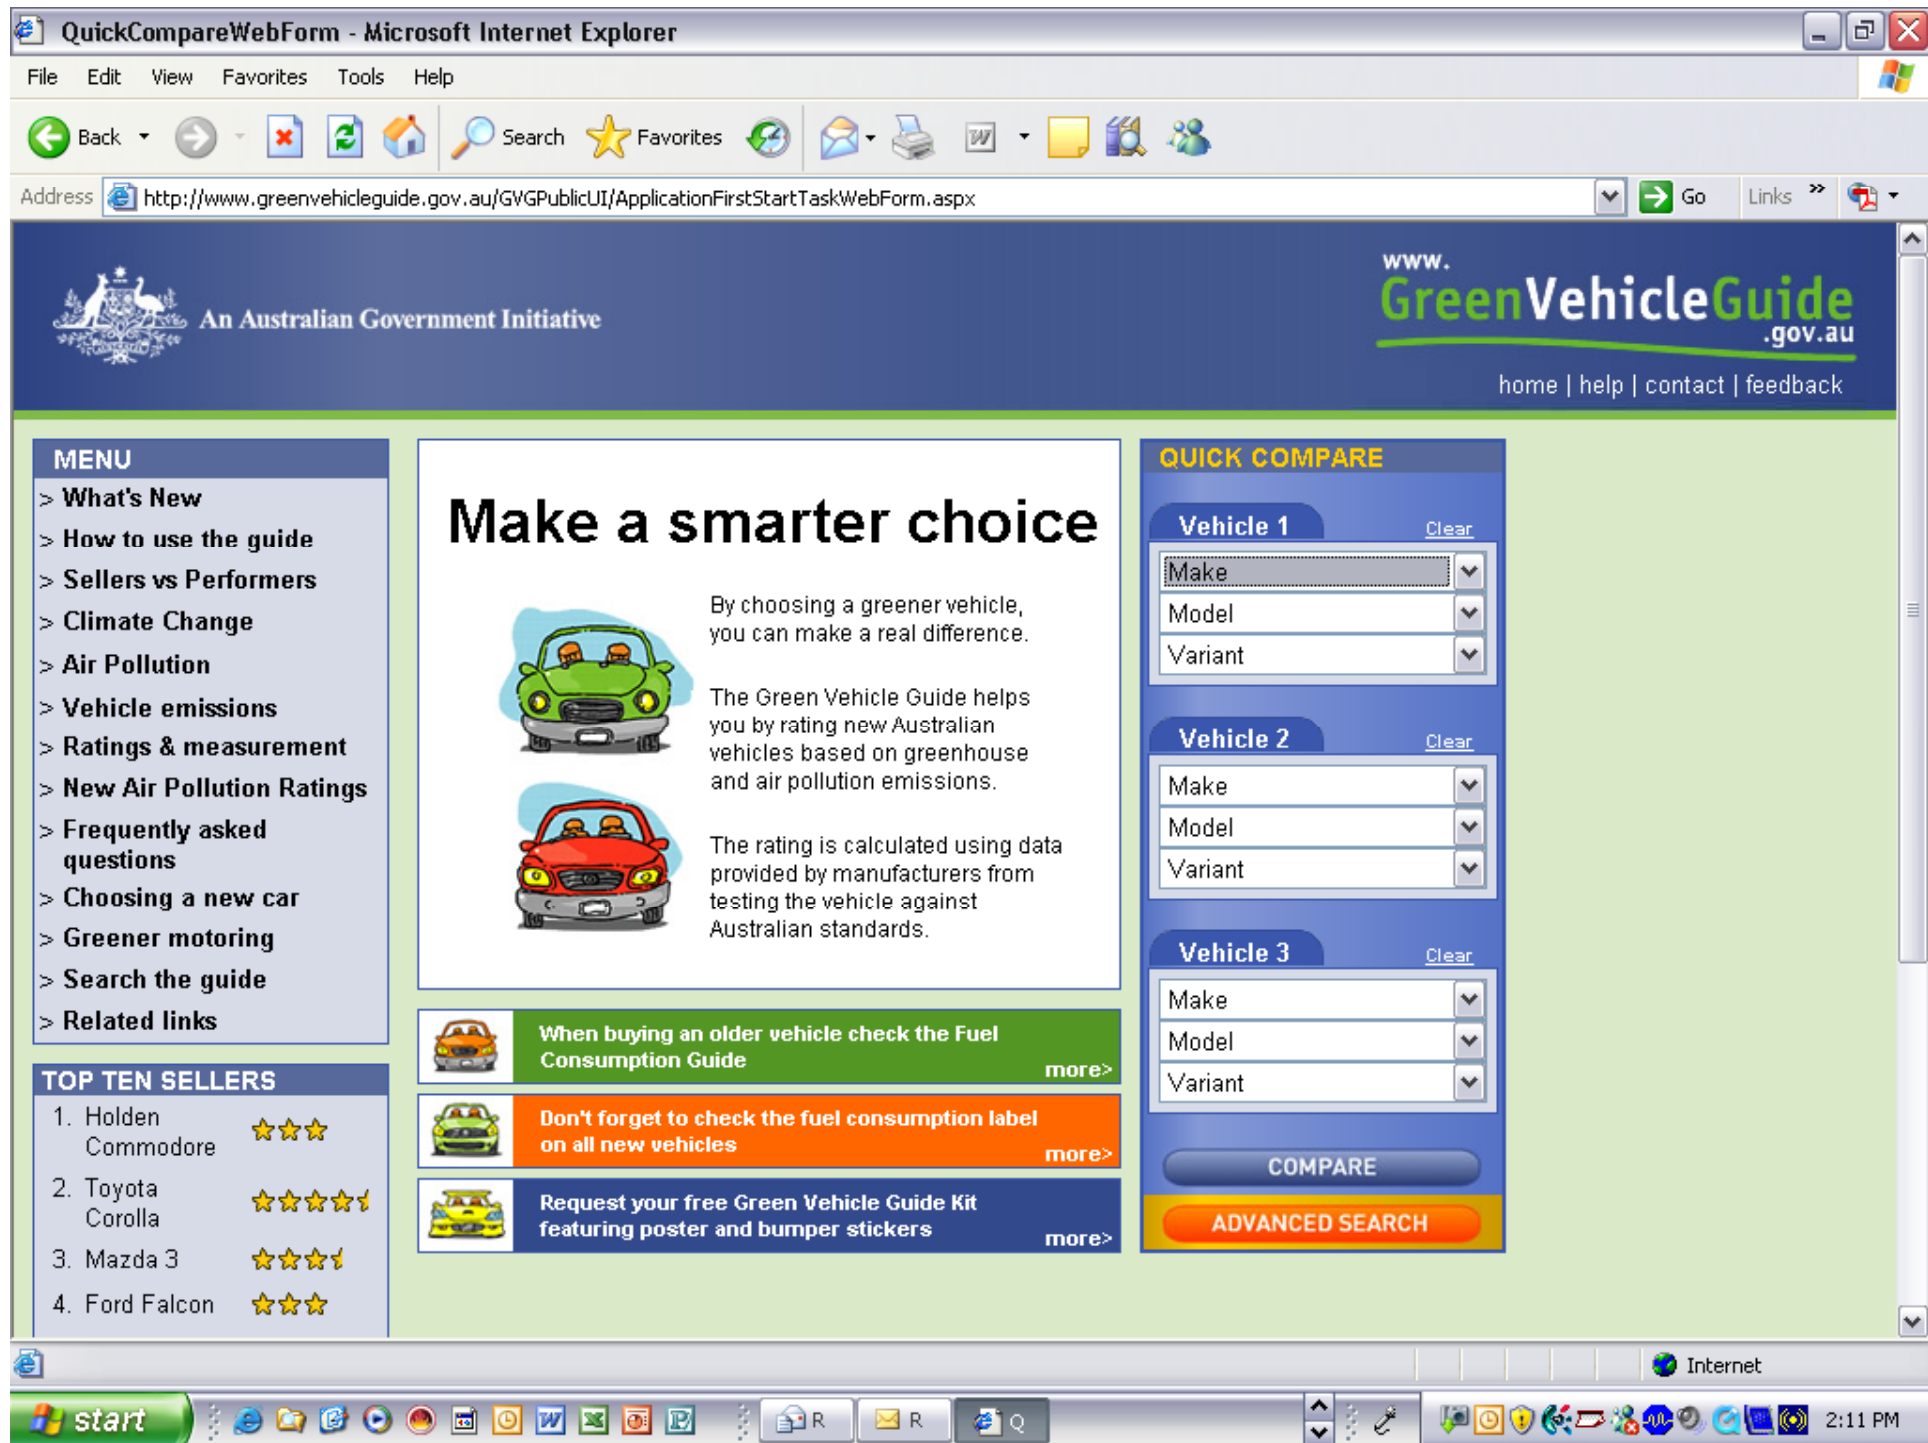 QuickCompareWebForm - Microsoft Internet Explorer
File Edit View Favorites Tools Help
Back Search Favorites
Address http://www.greenvehicleguide.gov.au/GVGPublicUI/ApplicationFirstStartTaskWebForm.aspx Go Links »
An Australian Government Initiative
www.
GreenVehicleGuide
.gov.au
home | help | contact | feedback
MENU
> What's New
> How to use the guide
> Sellers vs Performers
> Climate Change
> Air Pollution
> Vehicle emissions
> Ratings & measurement
> New Air Pollution Ratings
> Frequently asked
questions
> Choosing a new car
> Greener motoring
> Search the guide
> Related links
TOP TEN SELLERS
1. Holden
Commodore
2. Toyota
Corolla
3. Mazda 3
4. Ford Falcon
Make a smarter choice
By choosing a greener vehicle,
you can make a real difference.
The Green Vehicle Guide helps
you by rating new Australian
vehicles based on greenhouse
and air pollution emissions.
The rating is calculated using data
provided by manufacturers from
testing the vehicle against
Australian standards.
When buying an older vehicle check the Fuel
Consumption Guide
more>
Don't forget to check the fuel consumption label
on all new vehicles
more>
Request your free Green Vehicle Guide Kit
featuring poster and bumper stickers
more>
QUICK COMPARE
Vehicle 1 Clear
Make
Model
Variant
Vehicle 2 Clear
Make
Model
Variant
Vehicle 3 Clear
Make
Model
Variant
COMPARE
ADVANCED SEARCH
Internet
start R R Q 2:11 PM